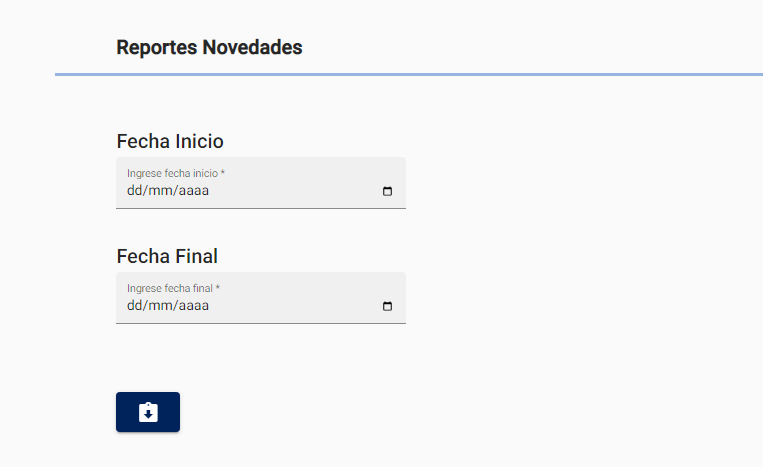 Reportes Novedades
Fecha Inicio
Ingrese fecha inicio *
dd/mm/aaaa
Fecha Final
Ingrese fecha final *
dd/mm/aaaa